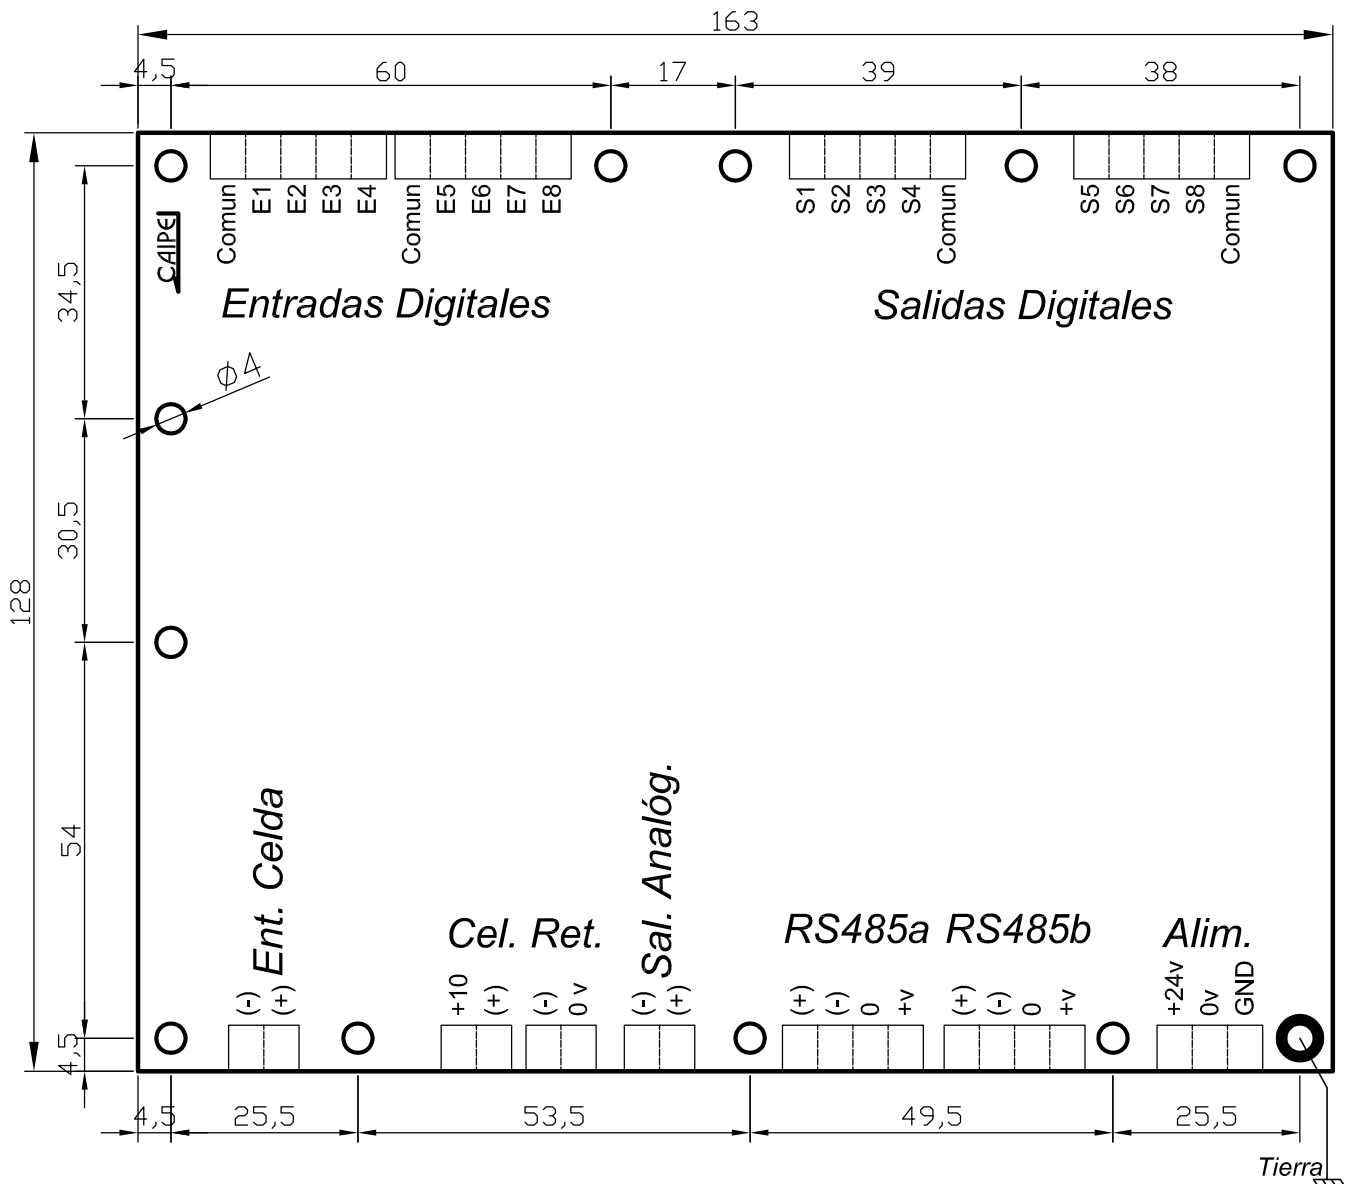 163
4,5 60 17 39 38
Comun E1 E2 E3 E4 Comun E5 E6 E7 E8
S1 S2 S3 S4 Comun S5 S6 S7 S8 Comun
CAIPE
34,5
Entradas Digitales
Salidas Digitales
Ø4
30,5
128
54
4,5
Ent. Celda
Cel. Ret.
Sal. Analóg.
RS485a RS485b
Alim.
(-) (+)
+10 (+) (-) 0 v
(-) (+)
(+) (-) 0 +v
(+) (-) 0 +v
+24v 0v GND
4,5 25,5 53,5 49,5 25,5
Tierra